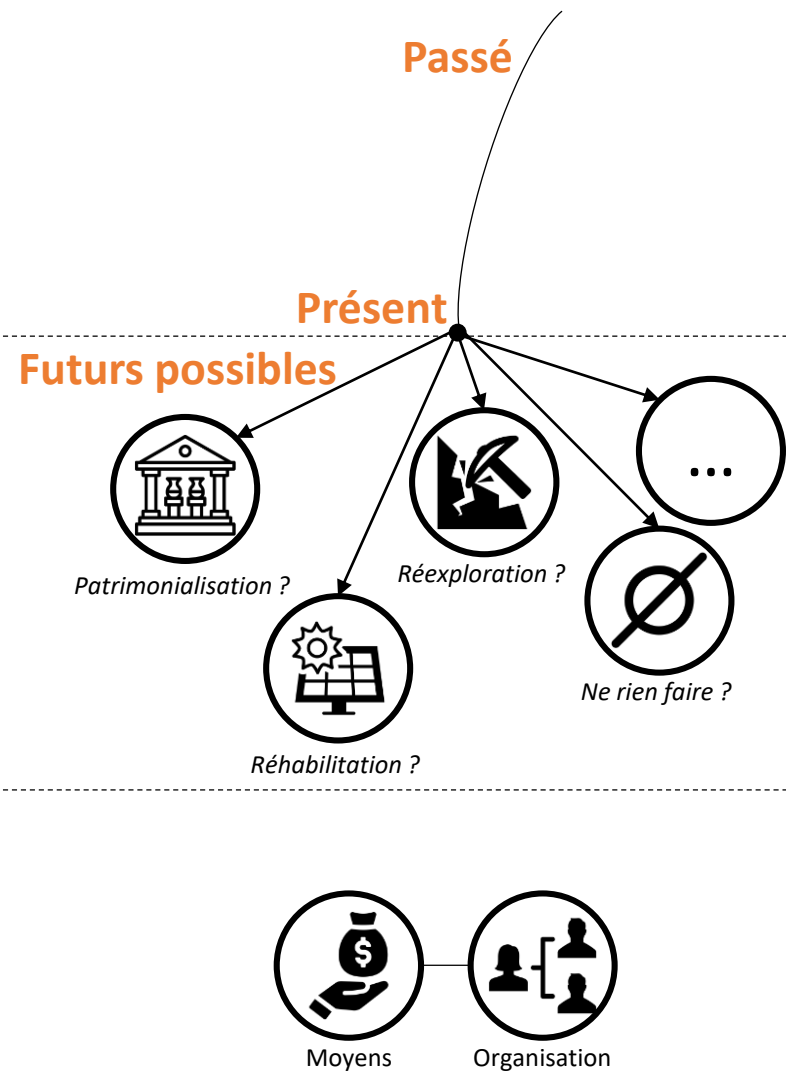 Passé
Présent
Futurs possibles
...
Patrimonialisation ?
Réexploration ?
Ne rien faire ?
Réhabilitation ?
$
Moyens
Organisation